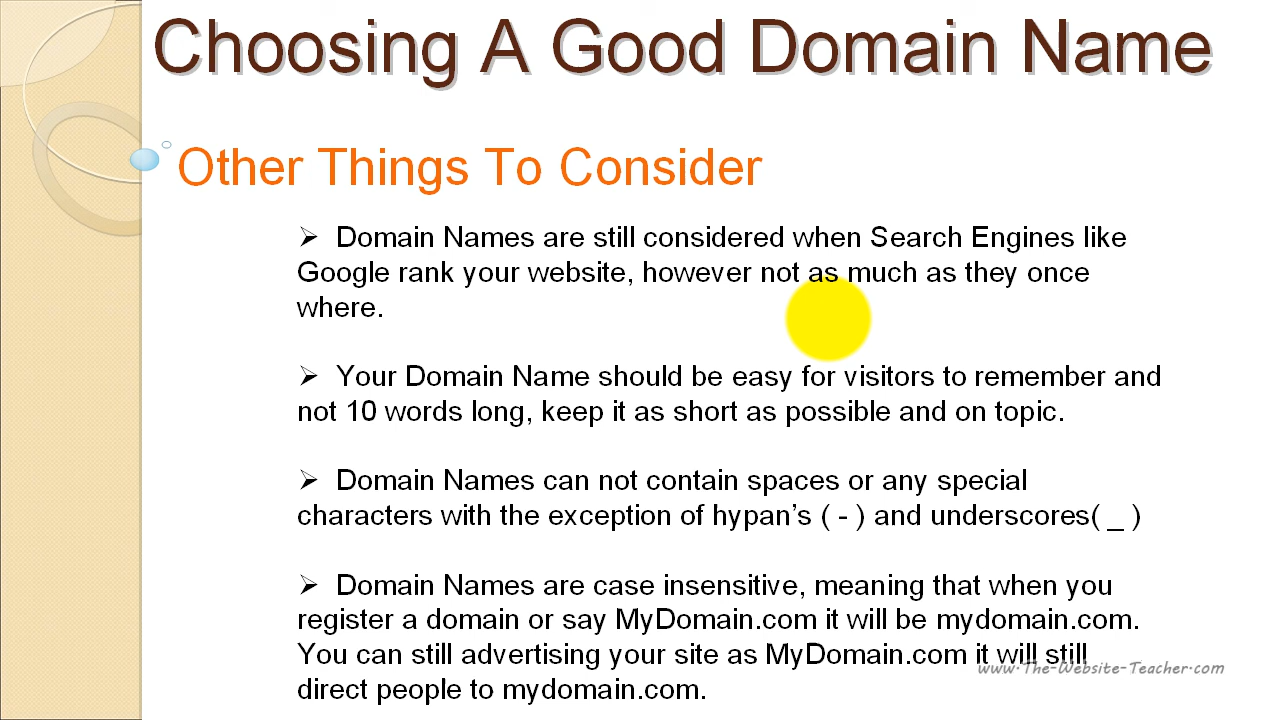 Choosing A Good Domain Name
Other Things To Consider
➢ Domain Names are still considered when Search Engines like
Google rank your website, however not as much as they once
where.
➢ Your Domain Name should be easy for visitors to remember and
not 10 words long, keep it as short as possible and on topic.
➢ Domain Names can not contain spaces or any special
characters with the exception of hypan’s ( - ) and underscores( _ )
➢ Domain Names are case insensitive, meaning that when you
register a domain or say MyDomain.com it will be mydomain.com.
You can still advertising your site as MyDomain.com it will still
direct people to mydomain.com.
www.The-Website-Teacher.com